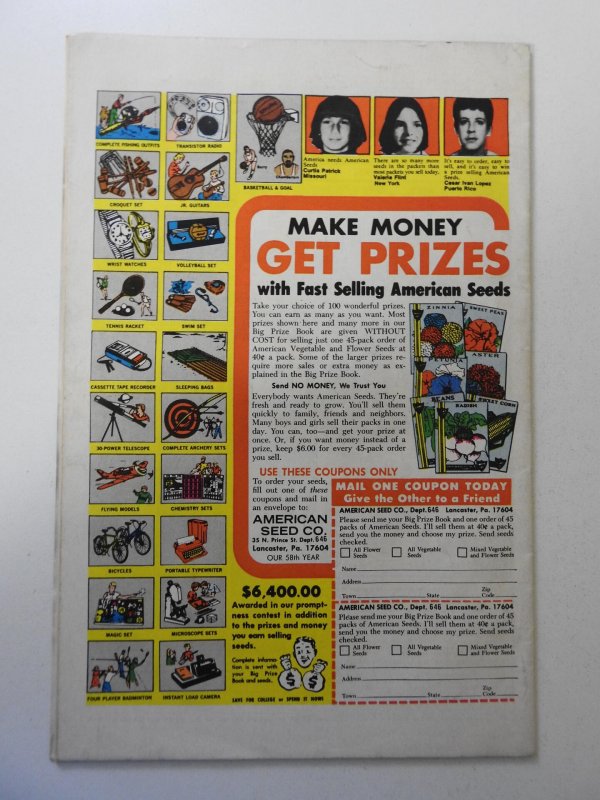 COMPLETE FISHING OUTFITS
TRANSISTOR RADIO
CROQUET SET
JR. GUITARS
BASKETBALL & GOAL
WRIST WATCHES
VOLLEYBALL SET
TENNIS RACKET
SWIM SET
CASSETTE TAPE RECORDER
SLEEPING BAGS
30-POWER TELESCOPE
COMPLETE ARCHERY SETS
FLYING MODELS
CHEMISTRY SETS
BICYCLES
PORTABLE TYPEWRITER
MAGIC SET
MICROSCOPE SETS
FOUR PLAYER BADMINTON
INSTANT LOAD CAMERA
America needs American
Seeds
Curtis Patrick
Missouri
There are so many more
seeds in the packets than
most packets you sell today.
Valerie Flint
New York
It's easy to order, easy to
sell, and it's easy to win
a prize selling American
Seeds.
Cesar Ivan Lopez
Puerto Rico
MAKE MONEY
GET PRIZES
with Fast Selling American Seeds
Take your choice of 100 wonderful prizes.
You can earn as many as you want. Most
prizes shown here and many more in our
Big Prize Book are given WITHOUT
COST for selling just one 45-pack order of
American Vegetable and Flower Seeds at
40¢ a pack. Some of the larger prizes re-
quire more sales or extra money as ex-
plained in the Big Prize Book.
Send NO MONEY, We Trust You
Everybody wants American Seeds. They're
fresh and ready to grow. You'll sell them
quickly to family, friends and neighbors.
Many boys and girls sell their packs in one
day. You can, too—and get your prize at
once. Or, if you want money instead of a
prize, keep $6.00 for every 45-pack order
you sell.
ZINNIA
SWEET PEAS
PETUNIA
ASTER
BEANS
RADISH
SWEET CORN
USE THESE COUPONS ONLY
To order your seeds,
fill out one of these
coupons and mail in
an envelope to:
AMERICAN
SEED CO.
35 N. Prince St. Dept. 646
Lancaster, Pa. 17604
OUR 58th YEAR
MAIL ONE COUPON TODAY
Give the Other to a Friend
AMERICAN SEED CO., Dept. 646 Lancaster, Pa. 17604
Please send me your Big Prize Book and one order of 45
packs of American Seeds. I'll sell them at 40¢ a pack,
send you the money and choose my prize. Send seeds
checked.
All Flower
Seeds
All Vegetable
Seeds
Mixed Vegetable
and Flower Seeds
Name
Address
Town State Zip Code
AMERICAN SEED CO., Dept. 646 Lancaster, Pa. 17604
Please send me your Big Prize Book and one order of 45
packs of American Seeds. I'll sell them at 40¢ a pack,
send you the money and choose my prize. Send seeds
checked.
All Flower
Seeds
All Vegetable
Seeds
Mixed Vegetable
and Flower Seeds
Name
Address
Town State Zip Code
$6,400.00
Awarded in our prompt-
ness contest in addition
to the prizes and money
you earn selling
seeds.
Complete informa-
tion is sent with
your Big Prize
Book and seeds.
$ $
SAVE FOR COLLEGE or SPEND IT NOW!